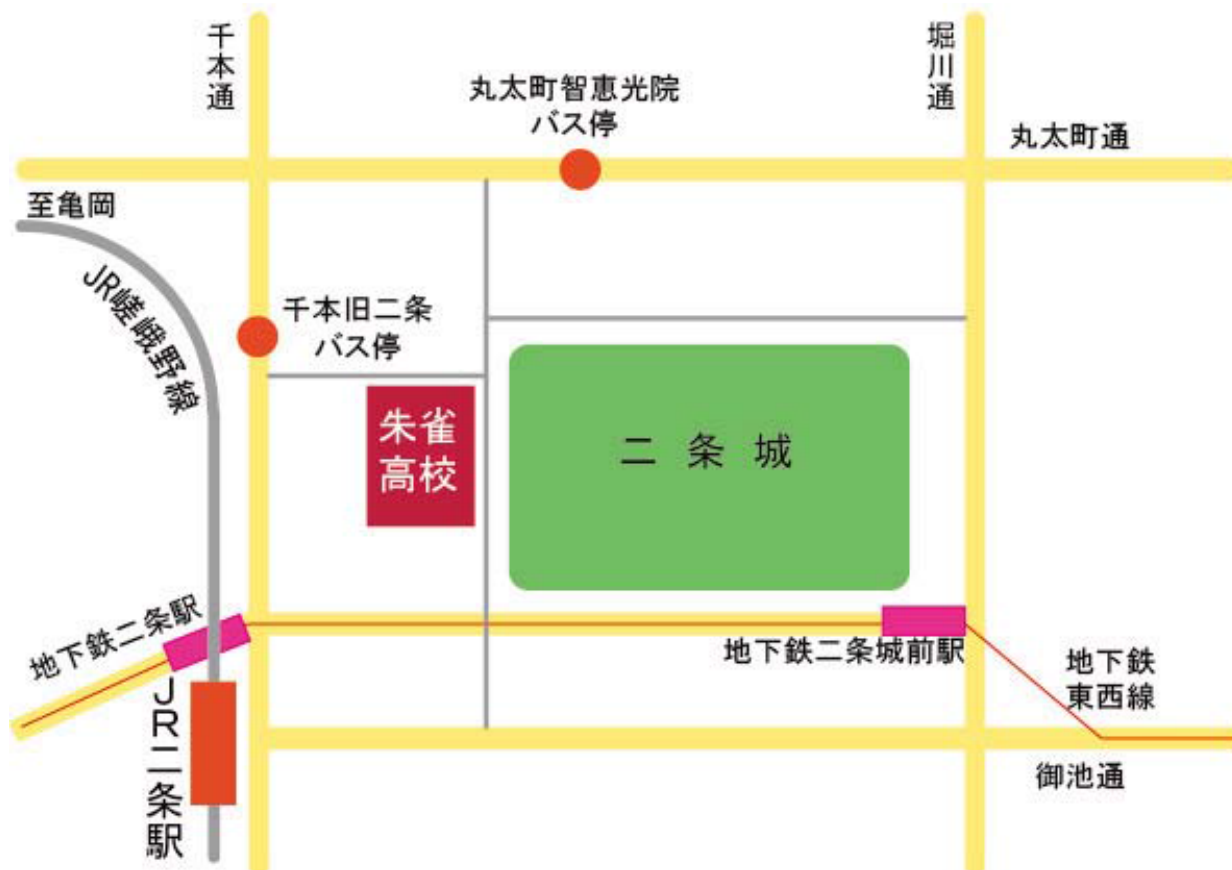 千本通
堀川通
丸太町智恵光院
バス停
丸太町通
至亀岡
JR嵯峨野線
千本旧二条
バス停
朱雀
高校
二条城
地下鉄二条駅
地下鉄二条城前駅
地下鉄
東西線
JR二条駅
御池通